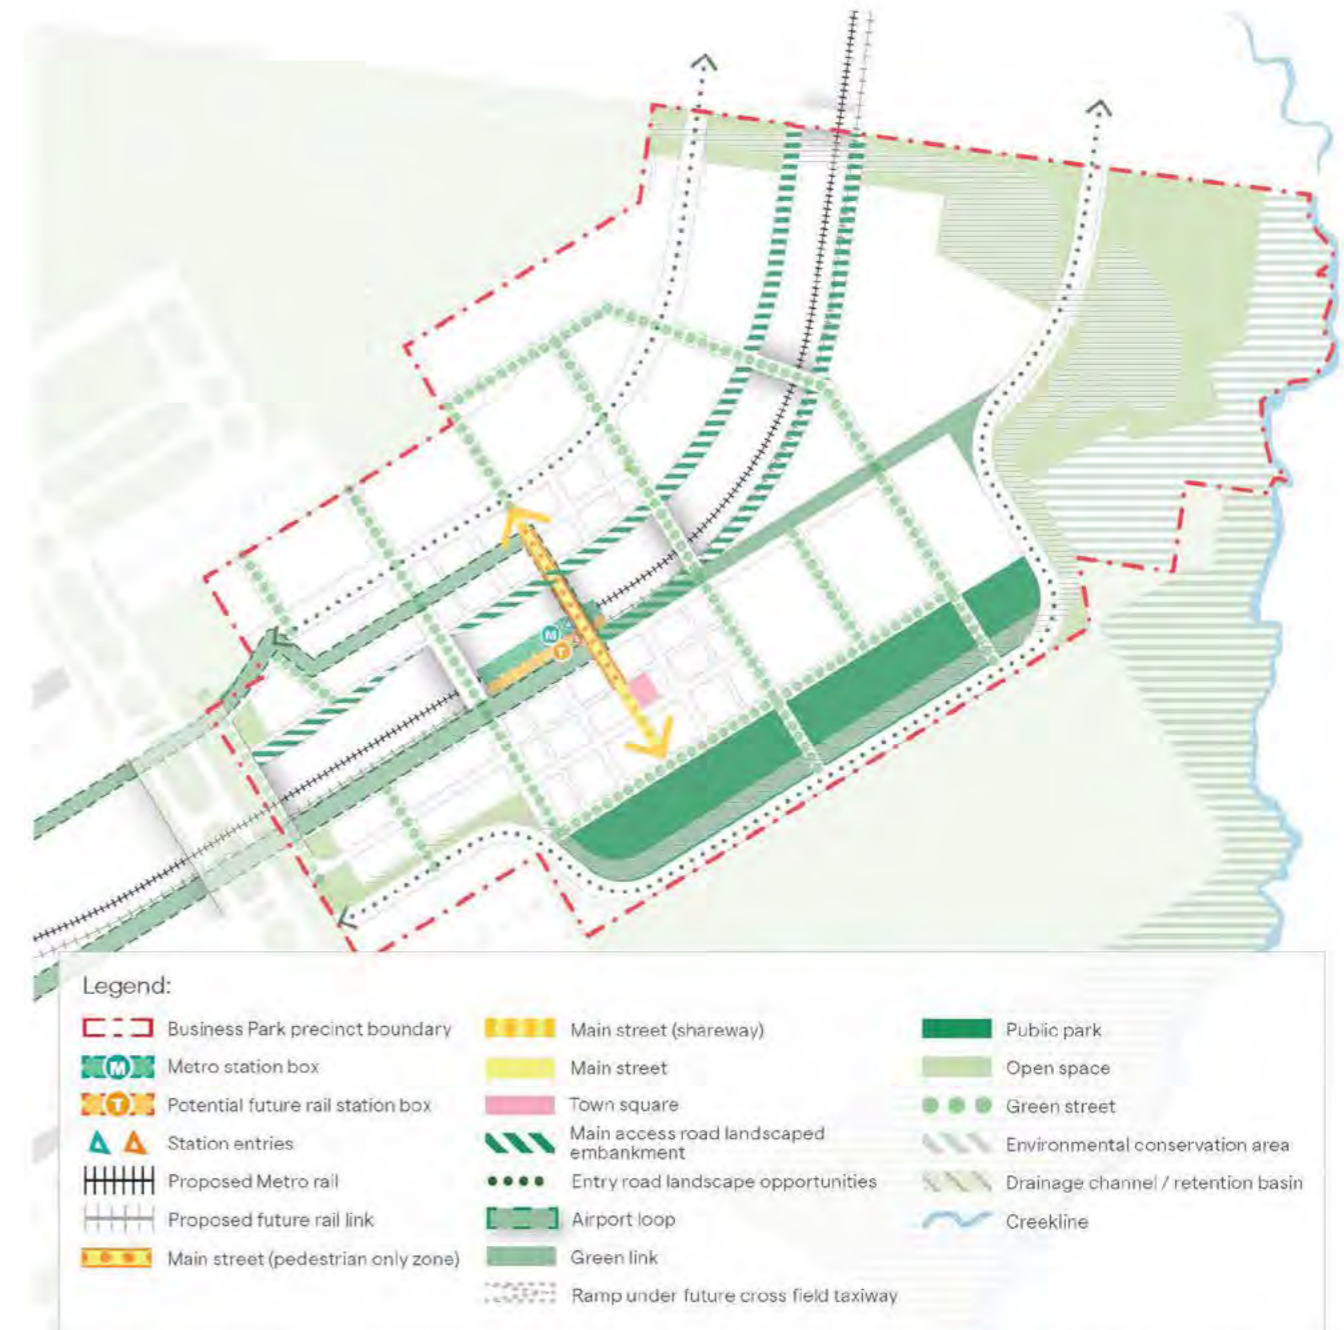 M
T
Legend:
Business Park precinct boundary
M
Metro station box
T
Potential future rail station box
Station entries
Proposed Metro rail
Proposed future rail link
Main street (pedestrian only zone)
Main street (shareway)
Main street
Town square
Main access road landscaped
embankment
Entry road landscape opportunities
Airport loop
Green link
Ramp under future cross field taxiway
Public park
Open space
Green street
Environmental conservation area
Drainage channel / retention basin
Creekline